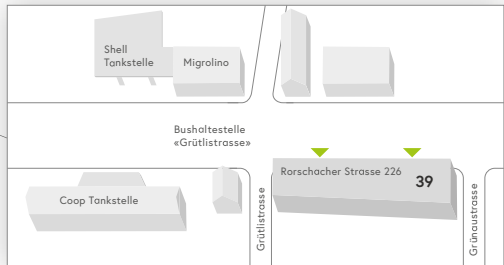 Shell
Tankstelle
Migrolino
Bushaltestelle
«Grütlistrasse»
Rorschacher Strasse 226
39
Coop Tankstelle
Grütlistrasse
Grünaustrasse